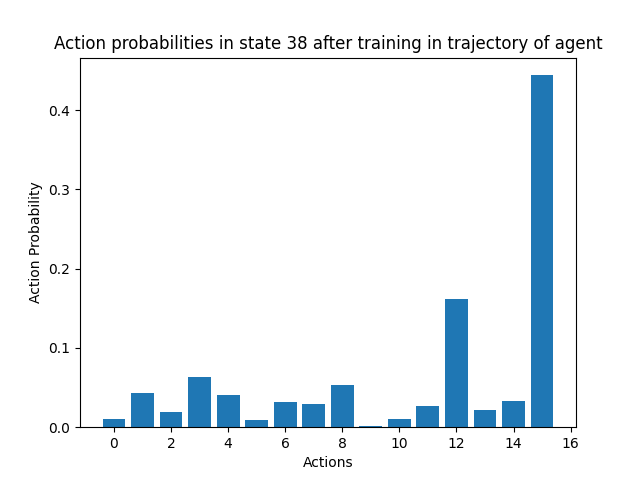 Action probabilities in state 38 after training in trajectory of agent
Action Probability
0.4
0.3
0.2
0.1
0.0
0 2 4 6 8 10 12 14 16
Actions